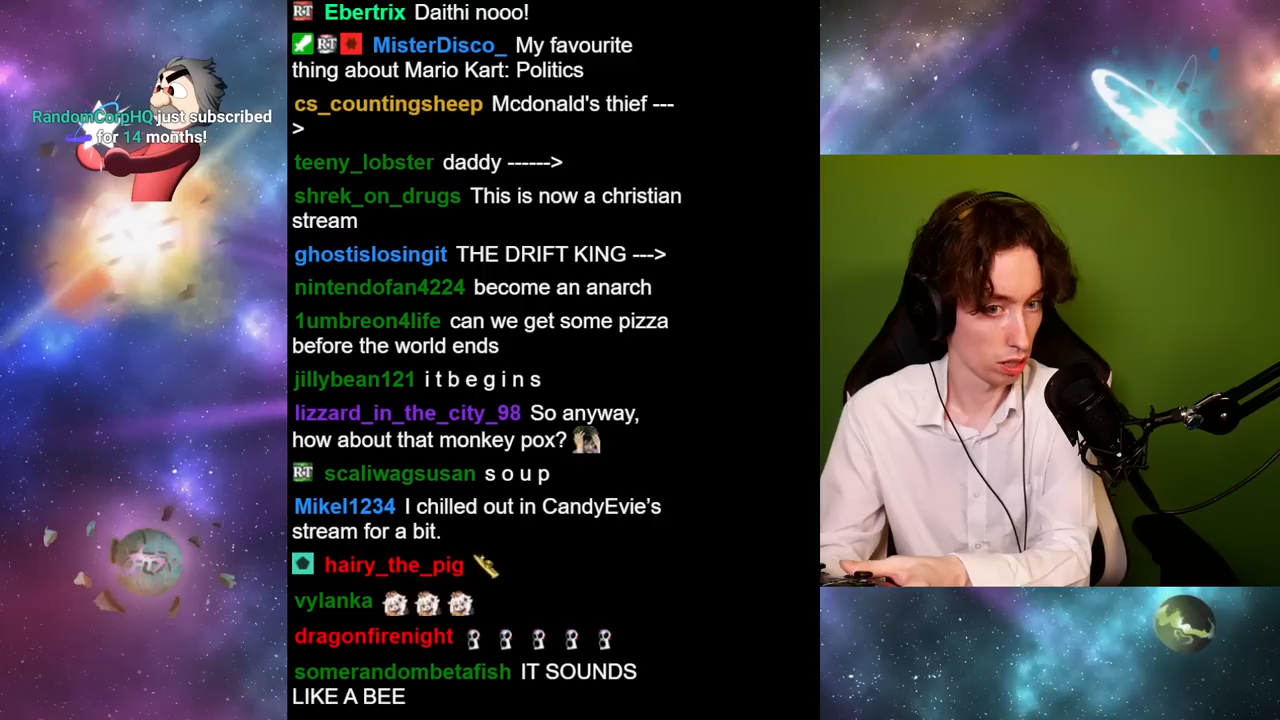 RandomCorpHQ just subscribed
for 14 months!
Ebertrix Daithi nooo!
MisterDisco_ My favourite
thing about Mario Kart: Politics
cs_countingsheep Mcdonald's thief ---
>
teeny_lobster daddy ------>
shrek_on_drugs This is now a christian
stream
ghostislosingit THE DRIFT KING --->
nintendofan4224 become an anarch
1umbreon4life can we get some pizza
before the world ends
jillybean121 i t b e g i n s
lizzard_in_the_city_98 So anyway,
how about that monkey pox?
scaliwagsusan s o u p
Mikel1234 I chilled out in CandyEvie's
stream for a bit.
hairy_the_pig
vylanka
dragonfirenight
somerandombetafish IT SOUNDS
LIKE A BEE